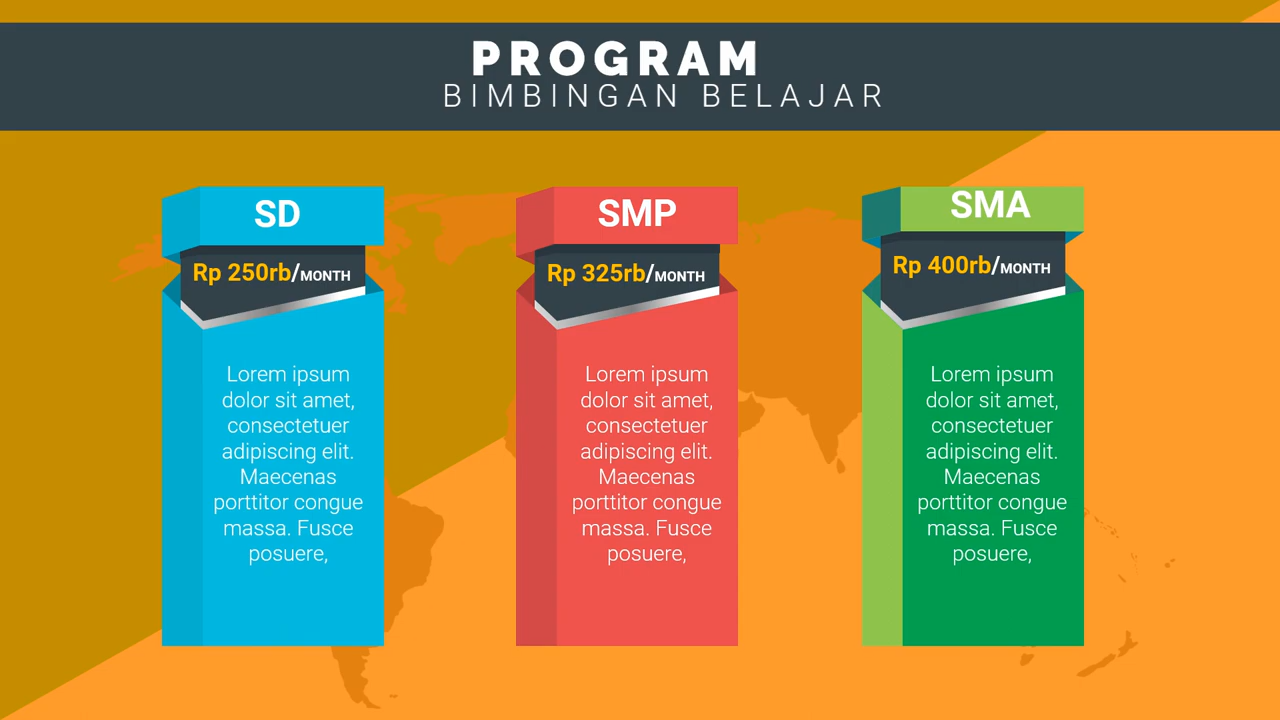 PROGRAM
BIMBINGAN BELAJAR
SD
Rp 250rb/MONTH
Lorem ipsum
dolor sit amet,
consectetuer
adipiscing elit.
Maecenas
porttitor congue
massa. Fusce
posuere,
SMP
Rp 325rb/MONTH
Lorem ipsum
dolor sit amet,
consectetuer
adipiscing elit.
Maecenas
porttitor congue
massa. Fusce
posuere,
SMA
Rp 400rb/MONTH
Lorem ipsum
dolor sit amet,
consectetuer
adipiscing elit.
Maecenas
porttitor congue
massa. Fusce
posuere,